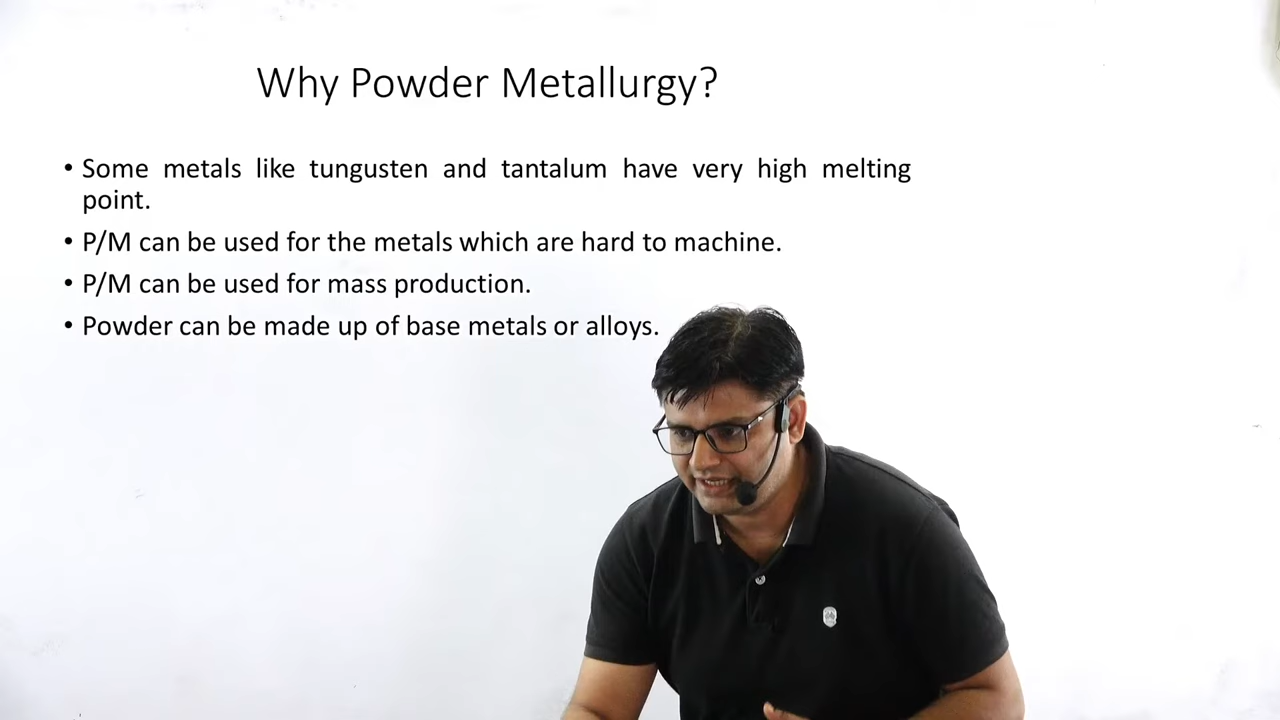 Why Powder Metallurgy?
• Some metals like tungusten and tantalum have very high melting
point.
• P/M can be used for the metals which are hard to machine.
• P/M can be used for mass production.
• Powder can be made up of base metals or alloys.